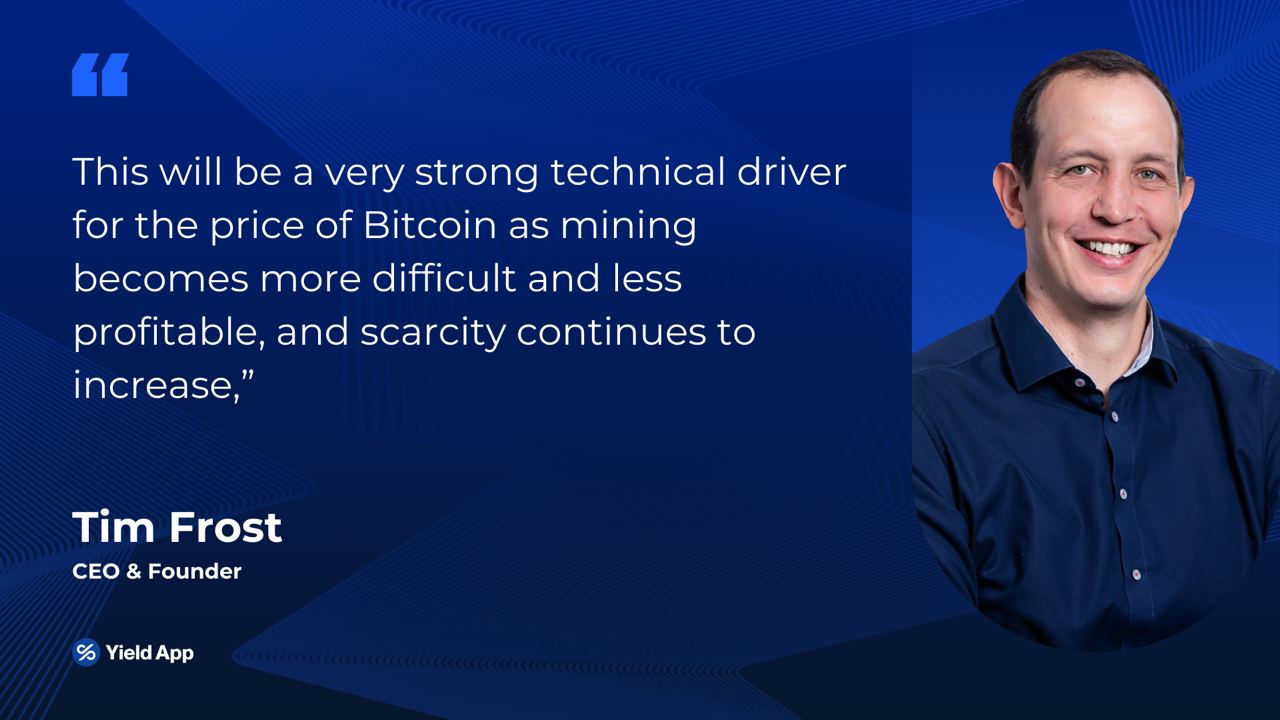 ❝
This will be a very strong technical driver
for the price of Bitcoin as mining
becomes more difficult and less
profitable, and scarcity continues to
increase,”
Tim Frost
CEO & Founder
Yield App